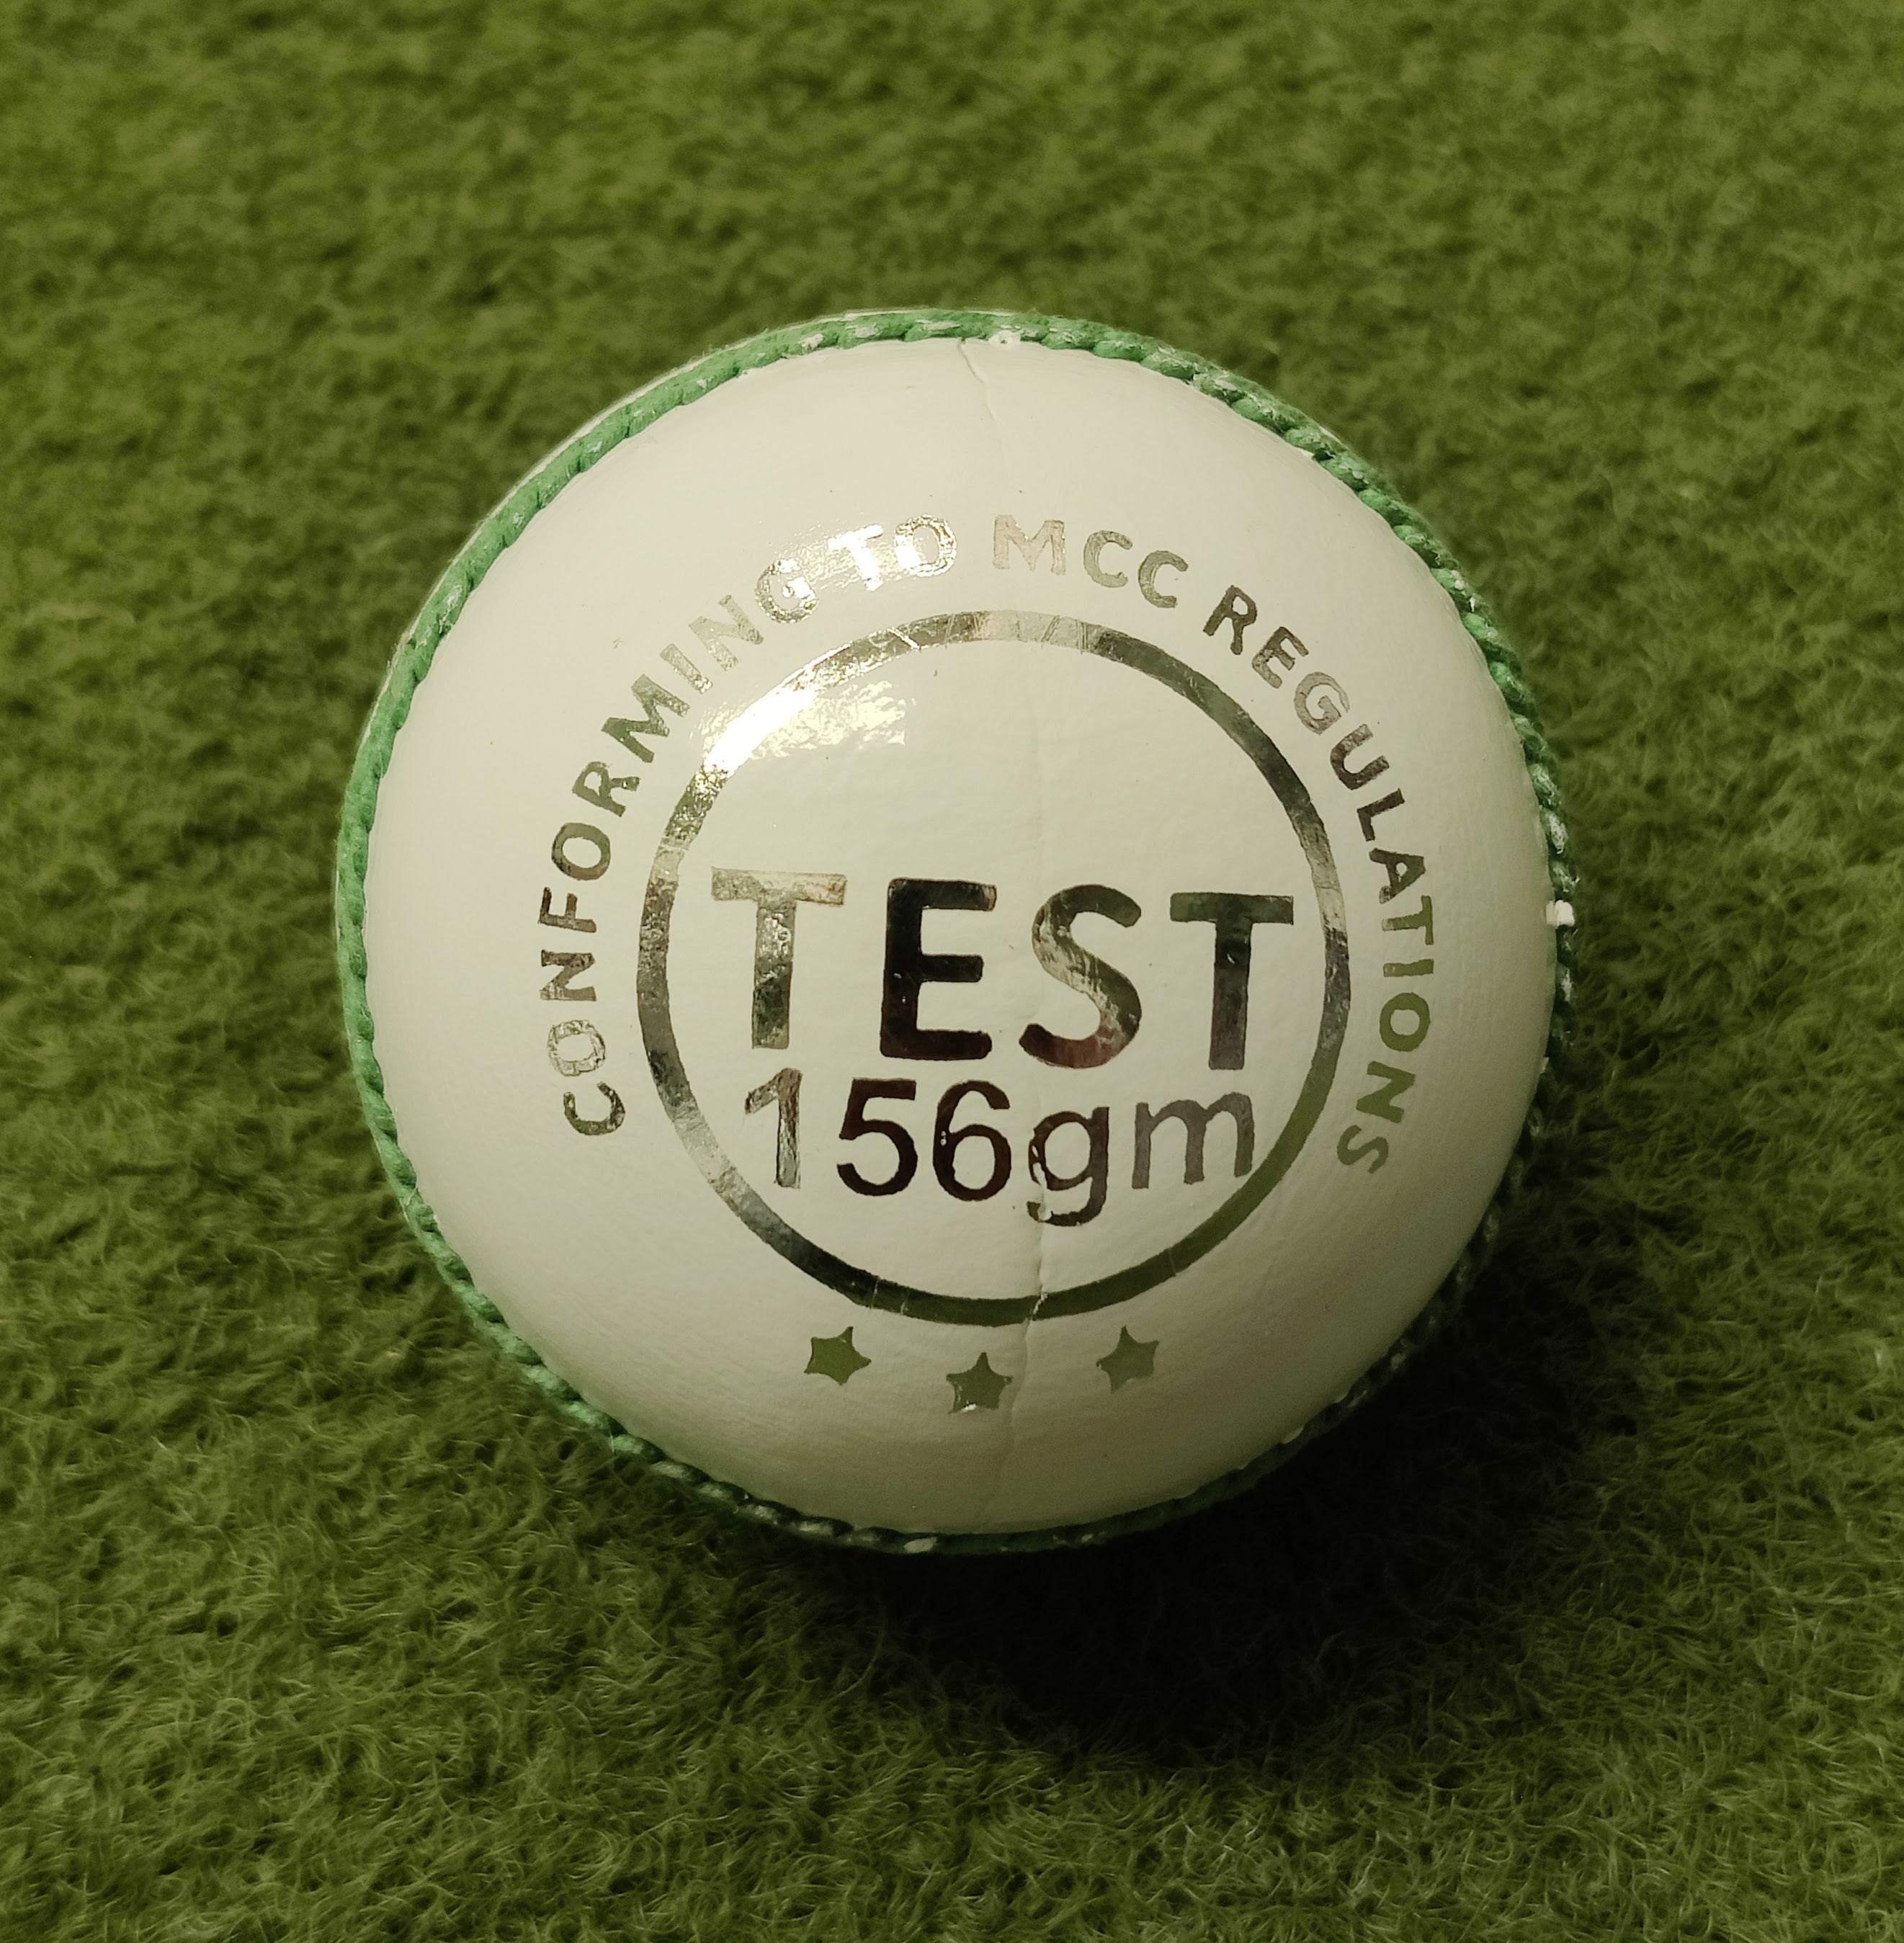 CONFORMING TO MCC REGULATIONS
TEST
156gm